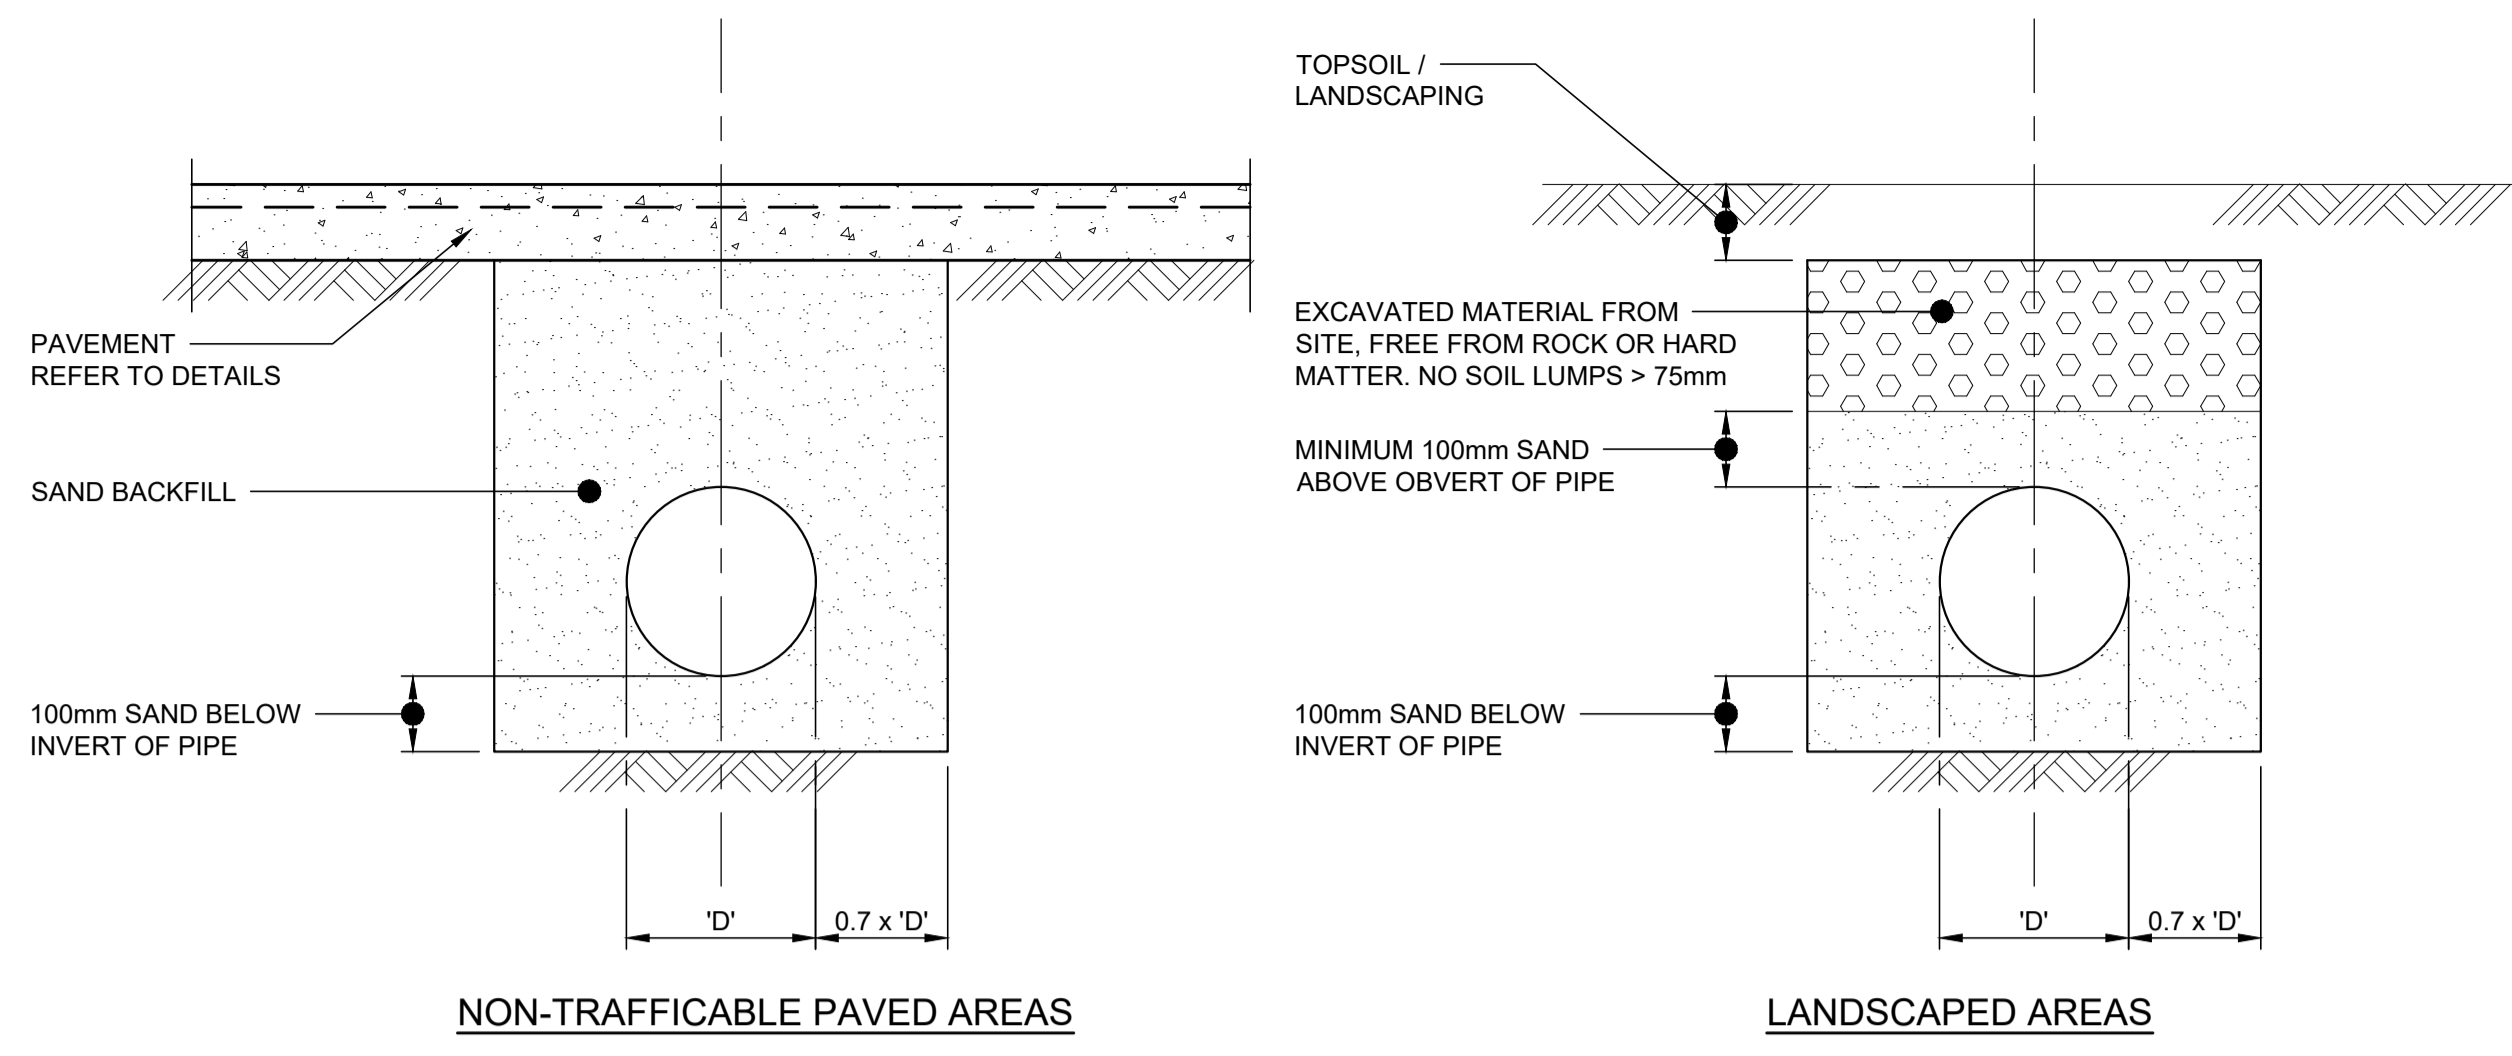 PAVEMENT
REFER TO DETAILS
SAND BACKFILL
100mm SAND BELOW
INVERT OF PIPE
'D'
0.7 x 'D'
NON-TRAFFICABLE PAVED AREAS
TOPSOIL /
LANDSCAPING
EXCAVATED MATERIAL FROM
SITE, FREE FROM ROCK OR HARD
MATTER. NO SOIL LUMPS > 75mm
MINIMUM 100mm SAND
ABOVE OBVERT OF PIPE
100mm SAND BELOW
INVERT OF PIPE
'D'
0.7 x 'D'
LANDSCAPED AREAS